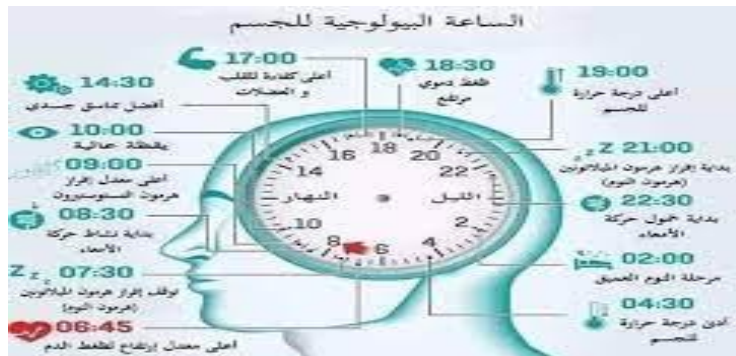 الساعة البيولوجية للجسم
17:00
أعلى كفاءة للقلب
و العضلات
18:30
ظغط دموي
مرتفع
19:00
أعلى درجة حرارة
للجسم
14:30
أفضل تناسق جسدي
10:00
يقظة عالية
09:00
أعلى معدل إفراز
هرمون التستوستيرون
08:30
بداية نشاط حركة
الأمعاء
07:30
توقف إفراز هرمون الميلاتونين
(هرمون النوم)
06:45
أعلى معدل إرتفاع لظغط الدم
Z 21:00
بداية إفراز هرمون الميلاتونين
(هرمون النوم)
22:30
بداية خمول حركة
الأمعاء
02:00
مرحلة النوم العميق
04:30
أدنى درجة حرارة
للجسم
16 18 20
14 22
النهار الليل
10 2
8 6 4